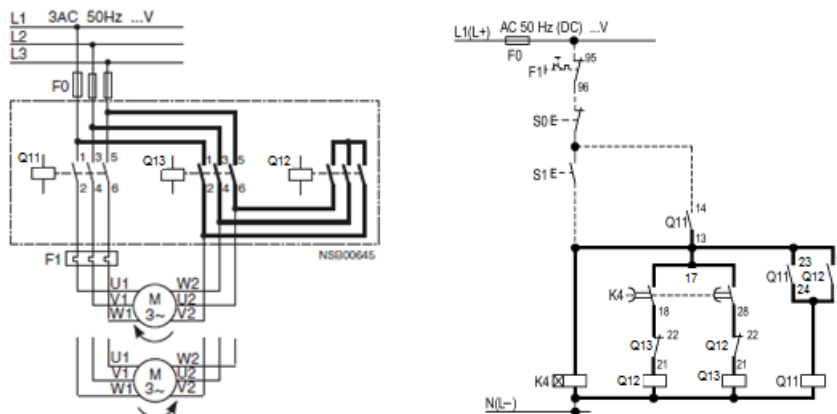 L1 3AC 50Hz ...V
L2
L3
F0
Q11 1 3 5
2 4 6
Q13 1 3 5
2 4 6
Q12
NSB00645
F1
U1 W2
V1 M U2
W1 3~ V2
U1 W2
V1 M U2
W1 3~ V2
L1(L+) AC 50 Hz (DC) ...V
F0
F1 95
96
S0 E
S1 E
Q11 14
13
17
K4 18 28
Q11 23 Q12
24
Q13 22 Q12 22
21 21
K4 Q12 Q13 Q11
N(L–)